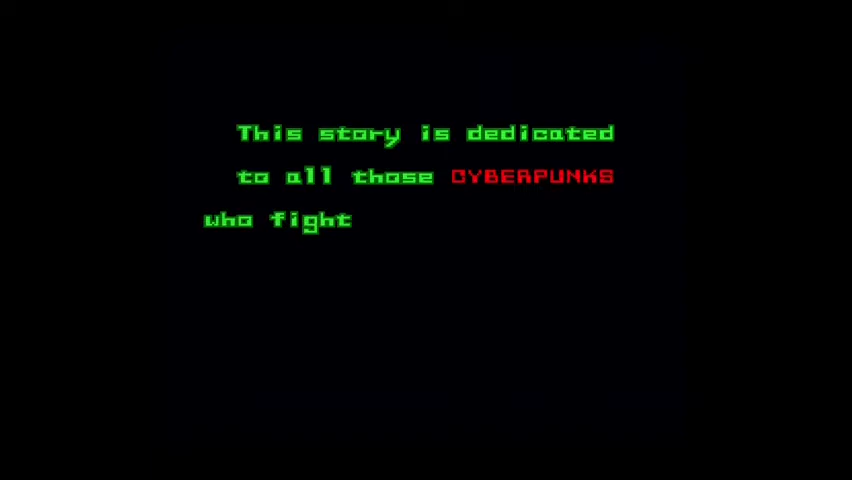 This story is dedicated
to all those CYBERPUNKS
who fight